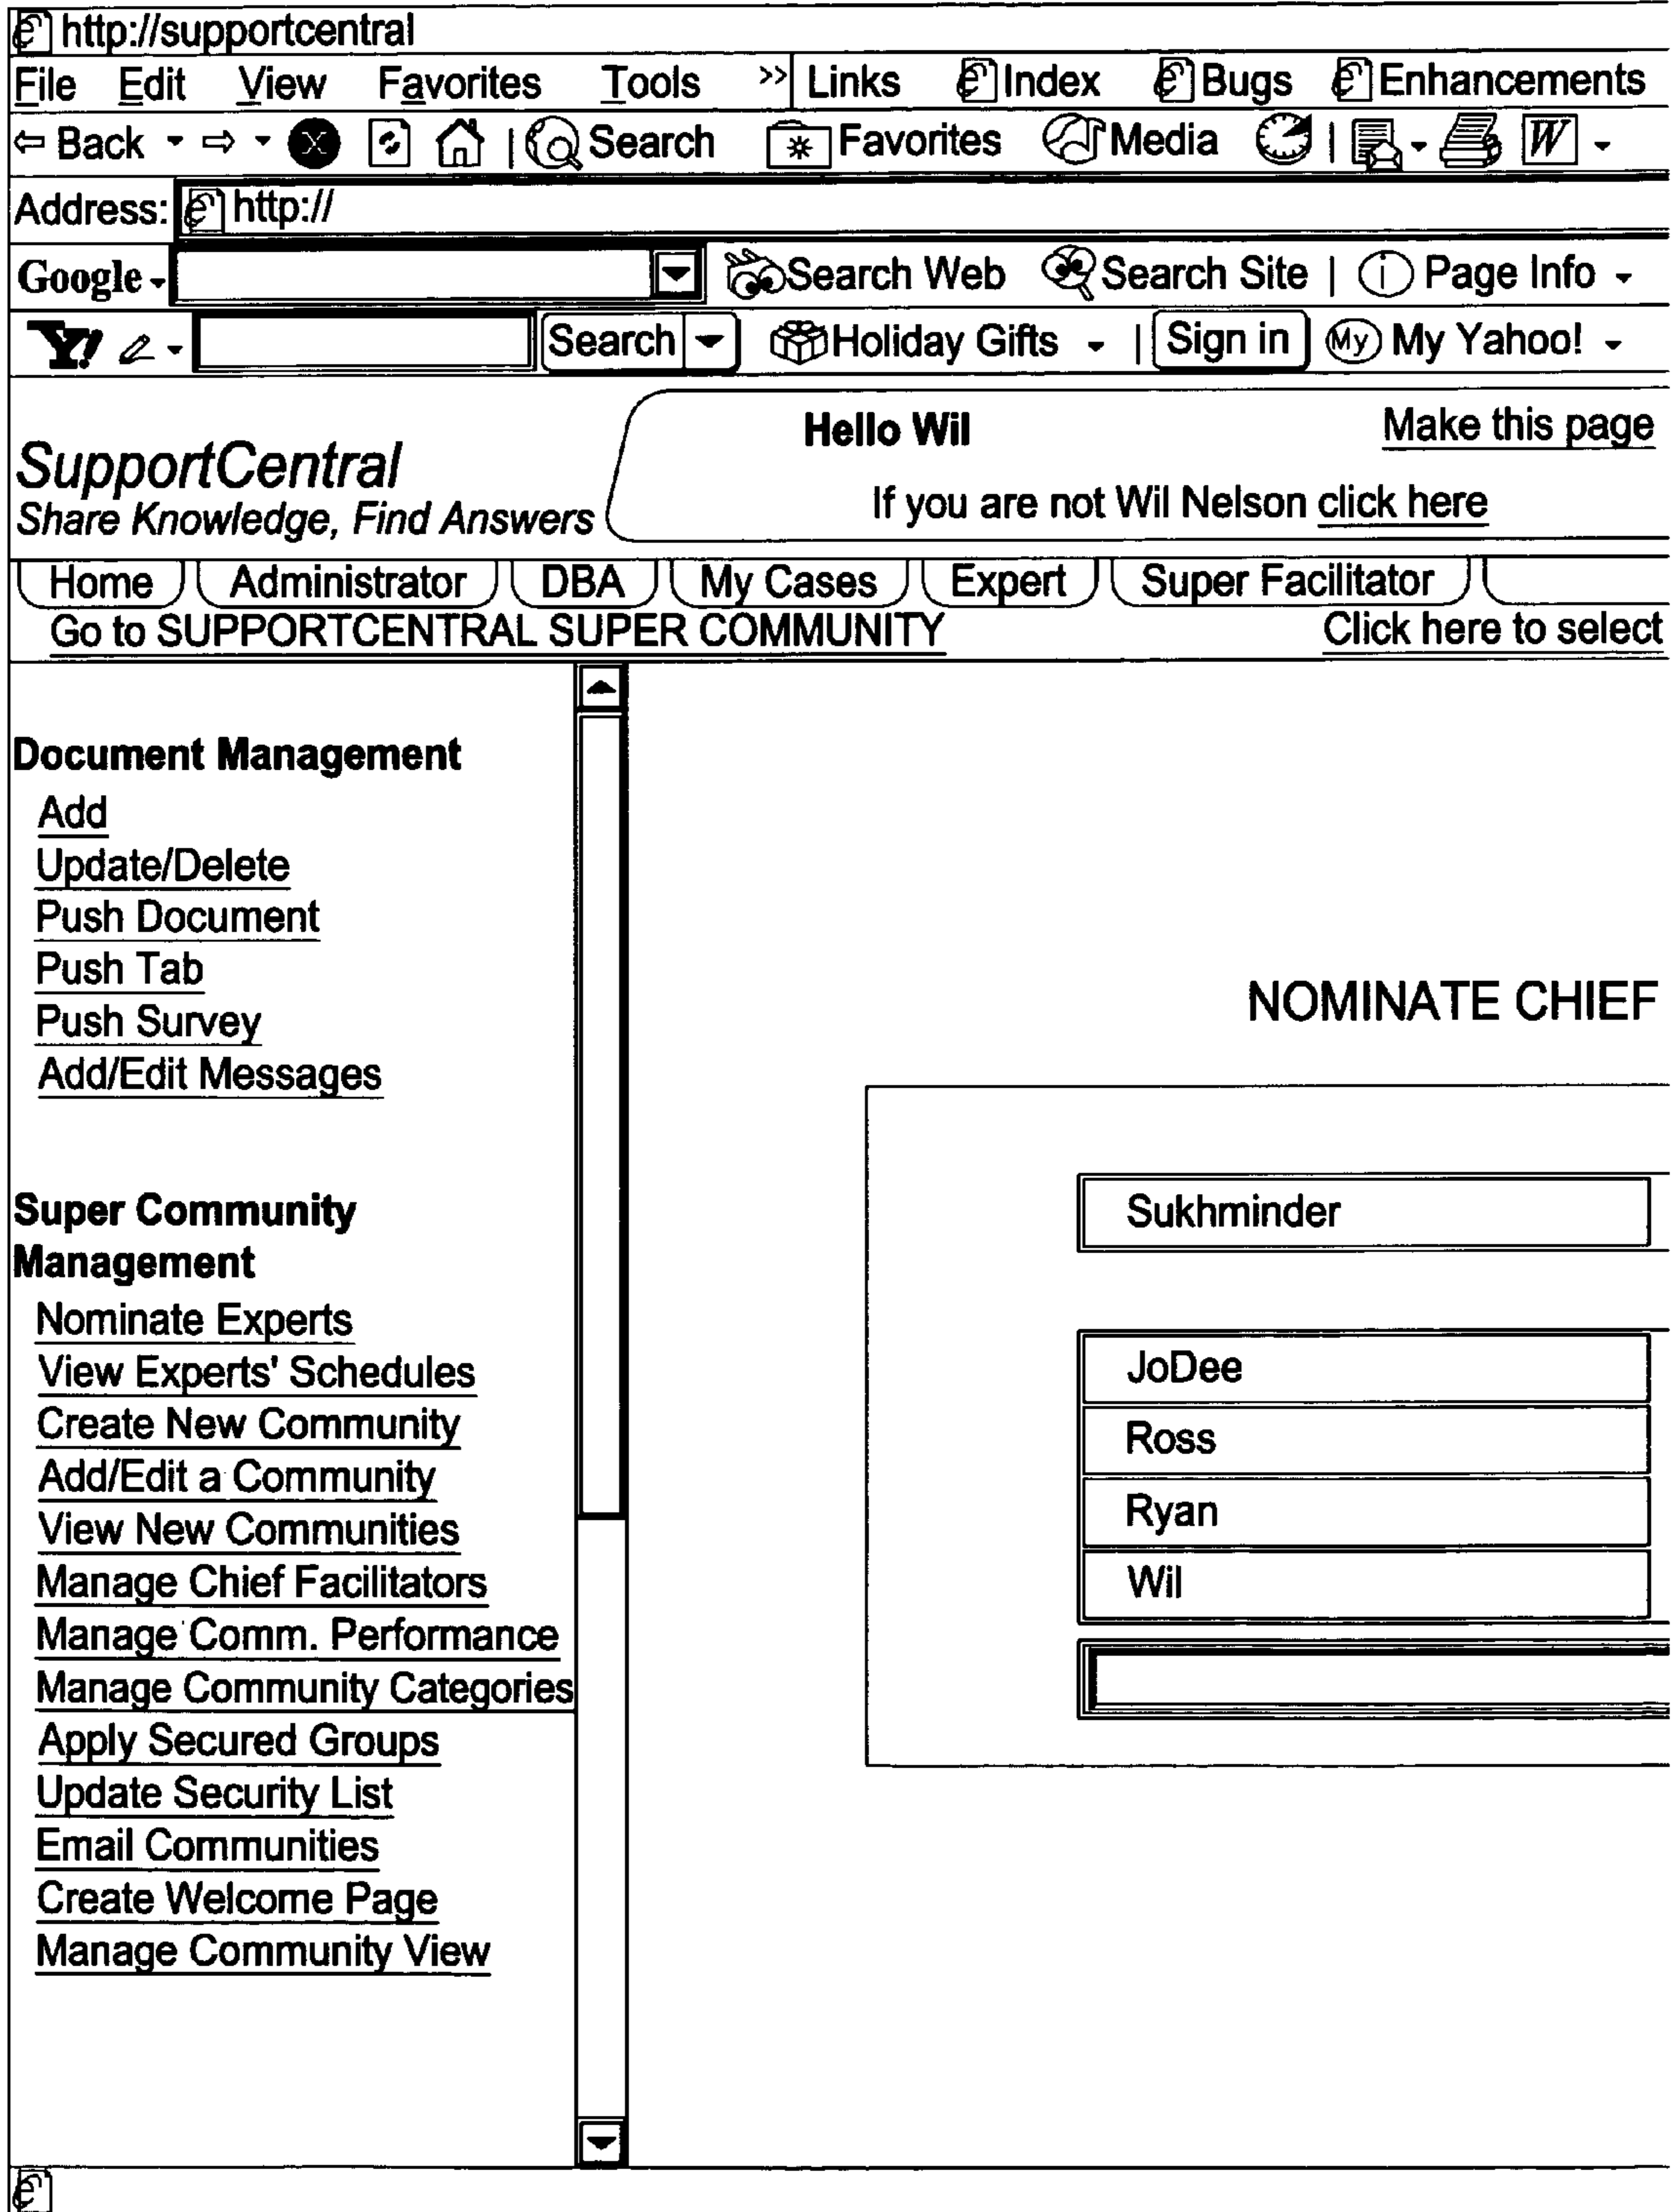 http://supportcentral
File Edit View Favorites Tools >> Links Index Bugs Enhancements
Back Search Favorites Media W
Address: http://
Google Search Web Search Site | Page Info
Y! Search Holiday Gifts | Sign in My My Yahoo!
Hello Wil Make this page
SupportCentral
If you are not Wil Nelson click here
Share Knowledge, Find Answers
Home Administrator DBA My Cases Expert Super Facilitator
Go to SUPPORTCENTRAL SUPER COMMUNITY Click here to select
Document Management
Add
Update/Delete
Push Document
Push Tab
Push Survey
Add/Edit Messages
NOMINATE CHIEF
Super Community
Management
Nominate Experts
View Experts' Schedules
Create New Community
Add/Edit a Community
View New Communities
Manage Chief Facilitators
Manage Comm. Performance
Manage Community Categories
Apply Secured Groups
Update Security List
Email Communities
Create Welcome Page
Manage Community View
Sukhminder
JoDee
Ross
Ryan
Wil